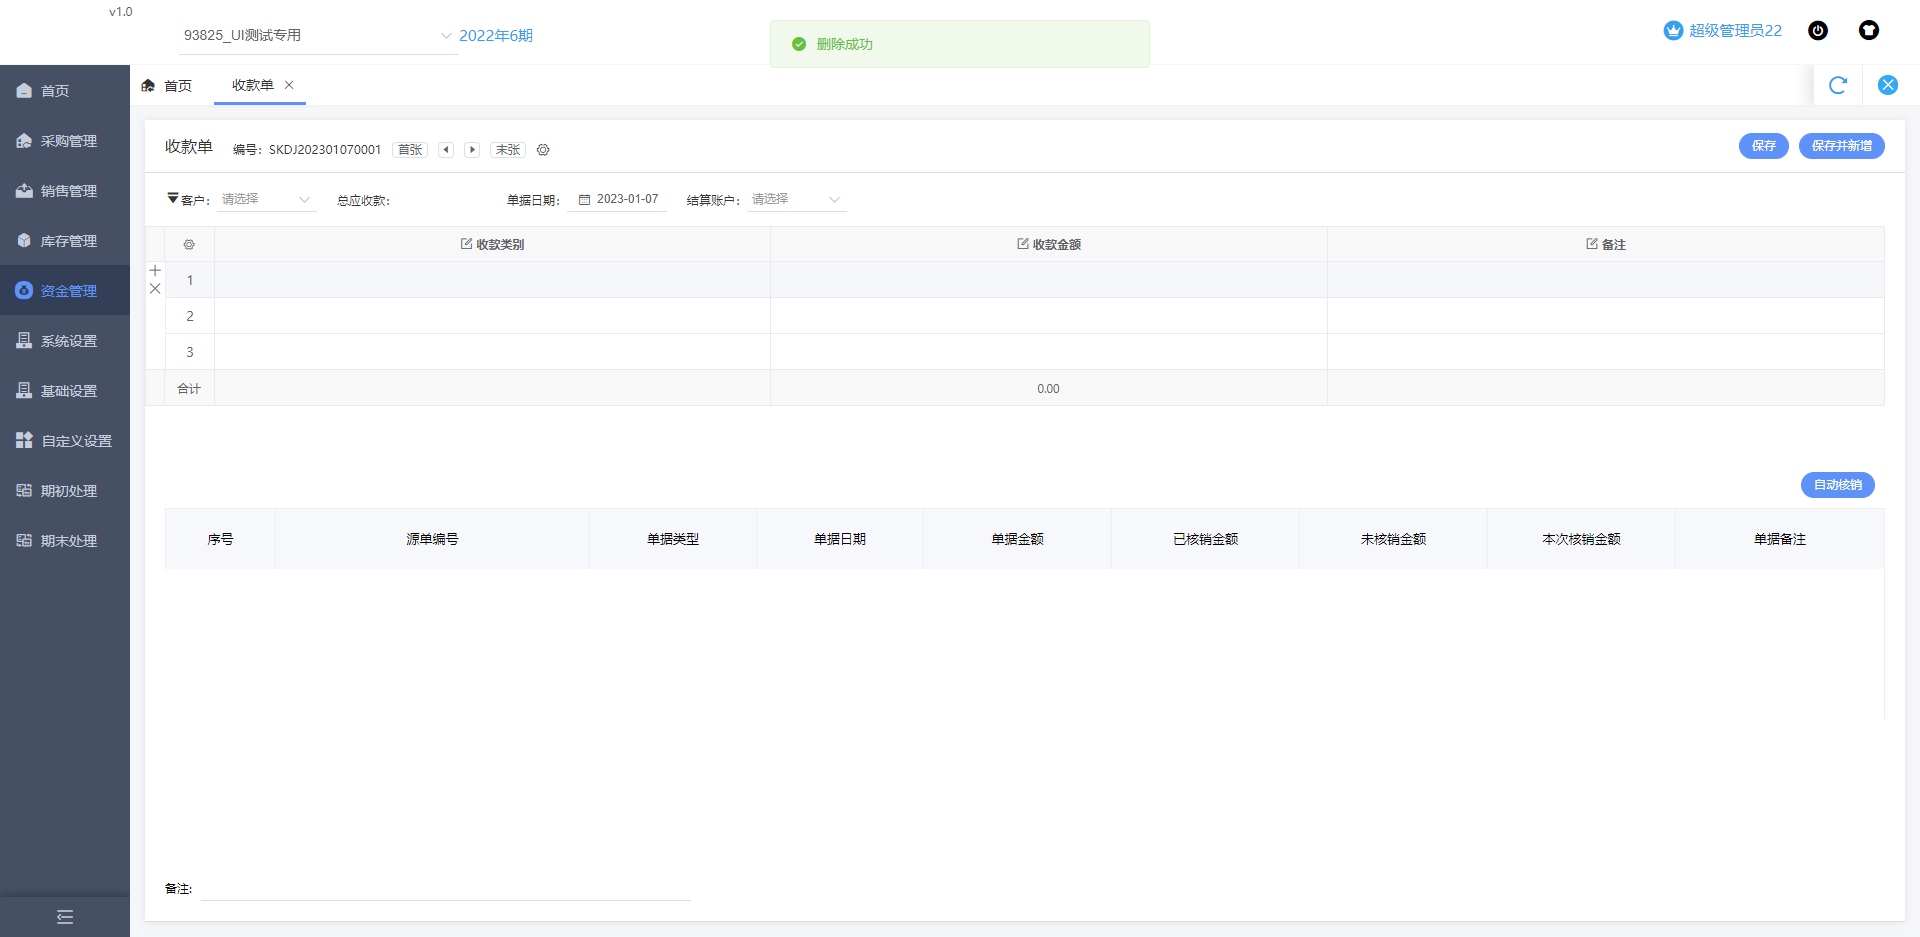 v1.0
93825_UI测试专用
2022年6期
删除成功
超级管理员22
首页
采购管理
销售管理
库存管理
资金管理
系统设置
基础设置
自定义设置
期初处理
期末处理
首页
收款单
收款单 编号: SKDJ202301070001 首张 末张
保存 保存并新增
客户: 请选择 总应收款: 单据日期: 2023-01-07 结算账户: 请选择
收款类别 收款金额 备注
1
2
3
合计 0.00
自动核销
序号 源单编号 单据类型 单据日期 单据金额 已核销金额 未核销金额 本次核销金额 单据备注
备注: